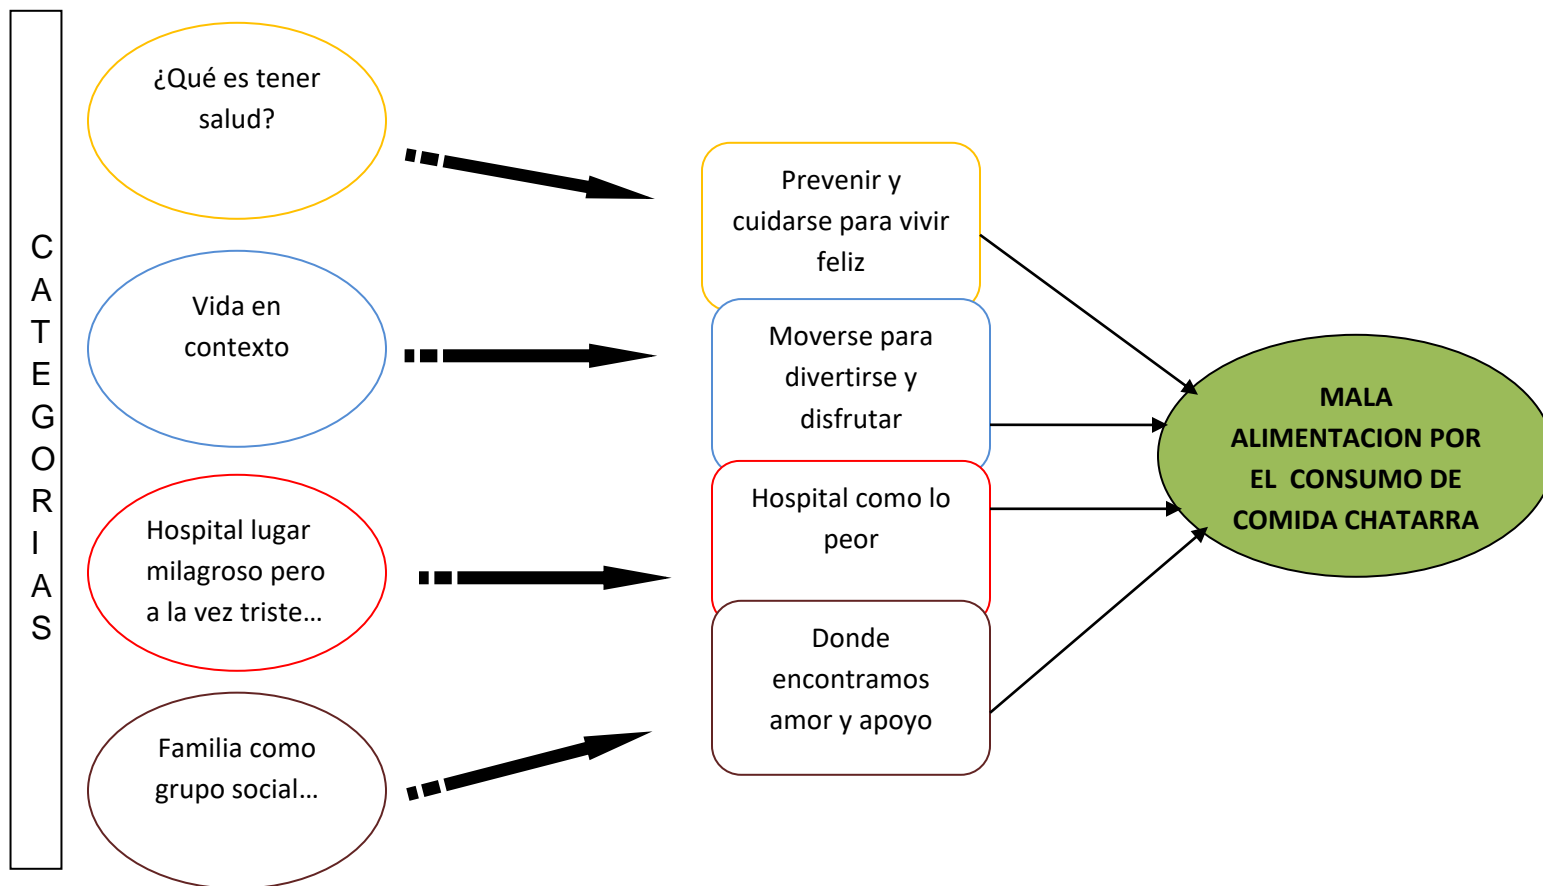 CATEGORIAS
¿Qué es tener
salud?
Vida en
contexto
Hospital lugar
milagroso pero
a la vez triste…
Familia como
grupo social…
Prevenir y
cuidarse para vivir
feliz
Moverse para
divertirse y
disfrutar
Hospital como lo
peor
Donde
encontramos
amor y apoyo
MALA
ALIMENTACION POR
EL CONSUMO DE
COMIDA CHATARRA